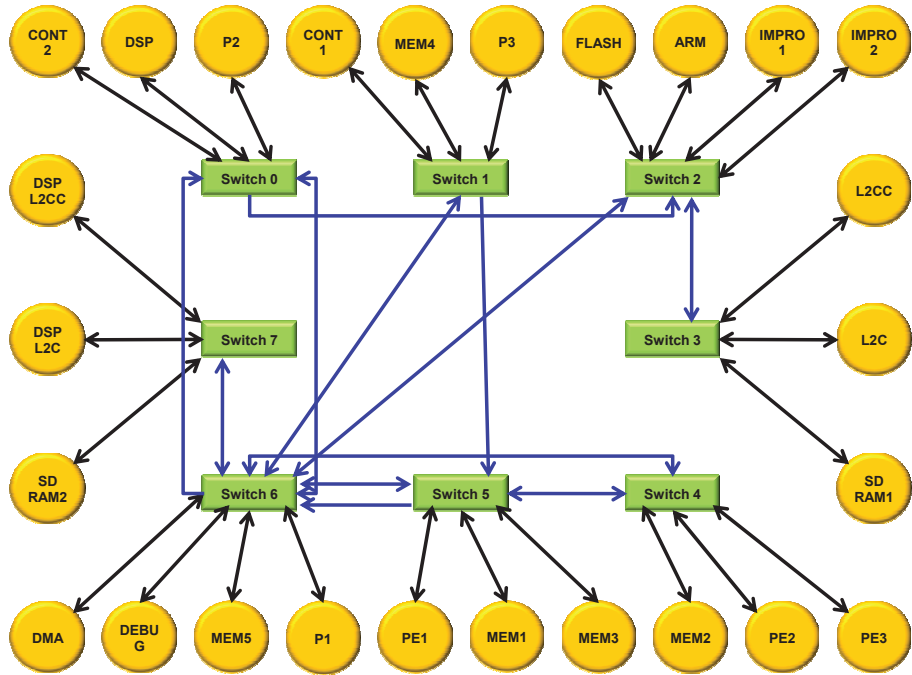 CONT
2
DSP
P2
CONT
1
MEM4
P3
FLASH
ARM
IMPRO
1
IMPRO
2
Switch 0
Switch 1
Switch 2
DSP
L2CC
L2CC
DSP
L2C
Switch 7
Switch 3
L2C
SD
RAM2
Switch 6
Switch 5
Switch 4
SD
RAM1
DMA
DEBU
G
MEM5
P1
PE1
MEM1
MEM3
MEM2
PE2
PE3